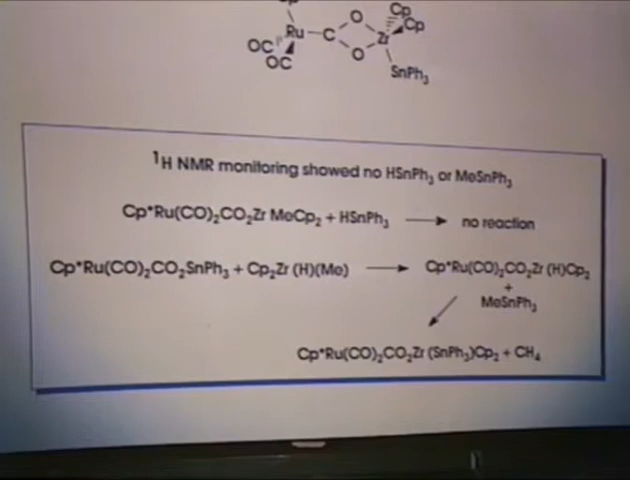 O Cp
Ru C Zr Cp
OC O
OC SnPh₃
¹H NMR monitoring showed no HSnPh₃ or MeSnPh₃
Cp*Ru(CO)₂CO₂Zr MeCp₂ + HSnPh₃ → no reaction
Cp*Ru(CO)₂CO₂SnPh₃ + Cp₂Zr (H)(Me) → Cp*Ru(CO)₂CO₂Zr (H)Cp₂
+
MeSnPh₃
Cp*Ru(CO)₂CO₂Zr (SnPh₃)Cp₂ + CH₄